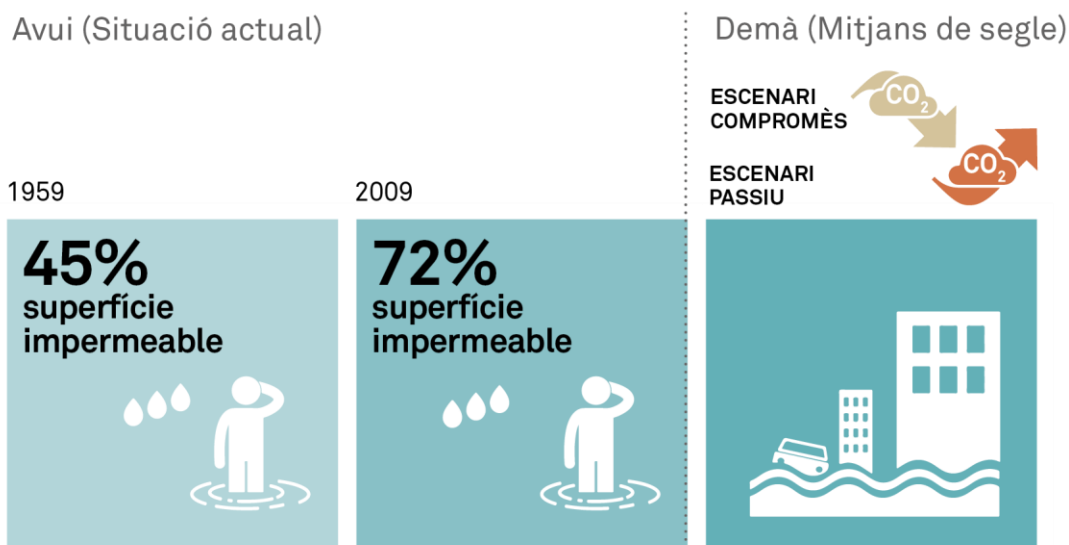 Avui (Situació actual)
Demà (Mitjans de segle)
ESCENARI
COMPROMÈS
CO2
ESCENARI
PASSIU
CO2
1959
45%
superfície
impermeable
2009
72%
superfície
impermeable